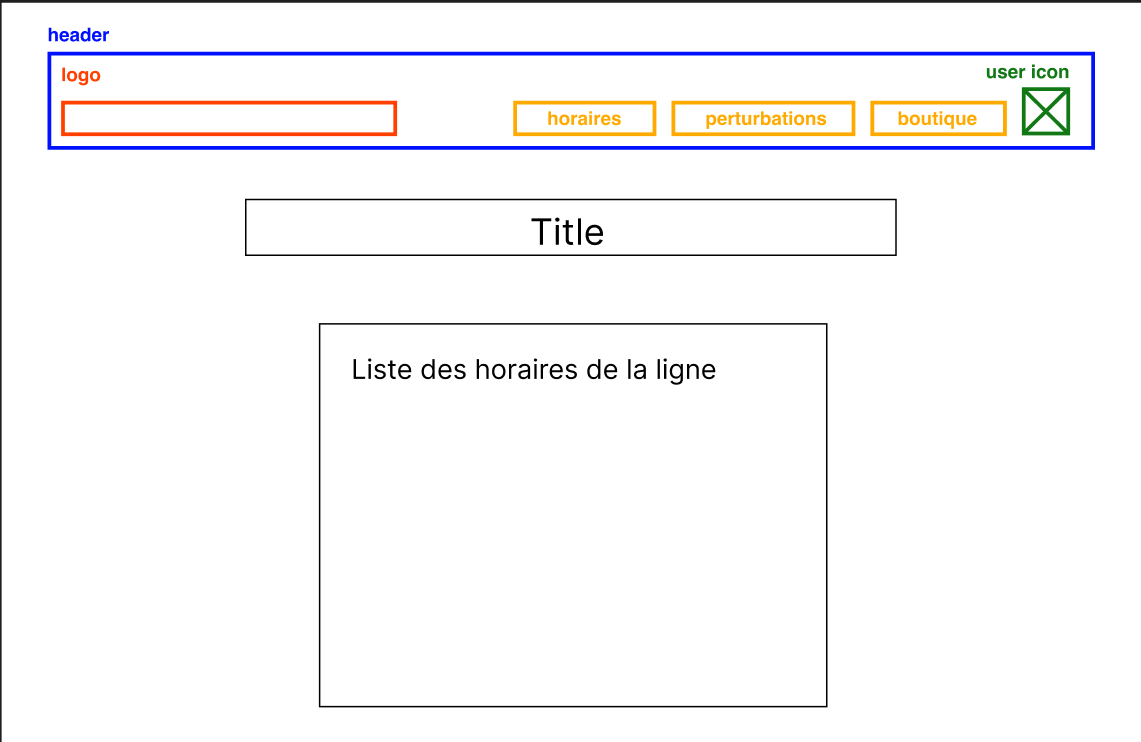 header
logo
user icon
horaires
perturbations
boutique
Title
Liste des horaires de la ligne